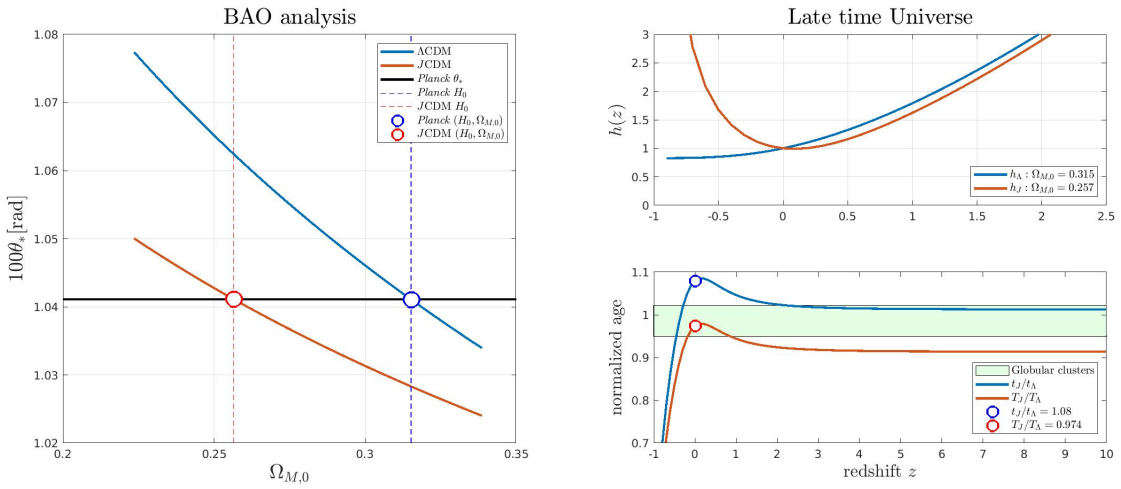 BAO analysis
1.08
1.07
1.06
1.05
1.04
1.03
1.02
100θ*[rad]
ΛCDM
JCDM
Planck θ*
Planck H0
JCDM H0
Planck (H0, ΩM,0)
JCDM (H0, ΩM,0)
0.2
0.25
0.3
0.35
ΩM,0
Late time Universe
3
2.5
2
1.5
1
0.5
0
h(z)
hΛ : ΩM,0 = 0.315
hJ : ΩM,0 = 0.257
-1
-0.5
0
0.5
1
1.5
2
2.5
1.1
1
0.9
0.8
0.7
normalized age
Globular clusters
tJ/tΛ
TJ/TΛ
tJ/tΛ = 1.08
TJ/TΛ = 0.974
-1
0
1
2
3
4
5
6
7
8
9
10
redshift z